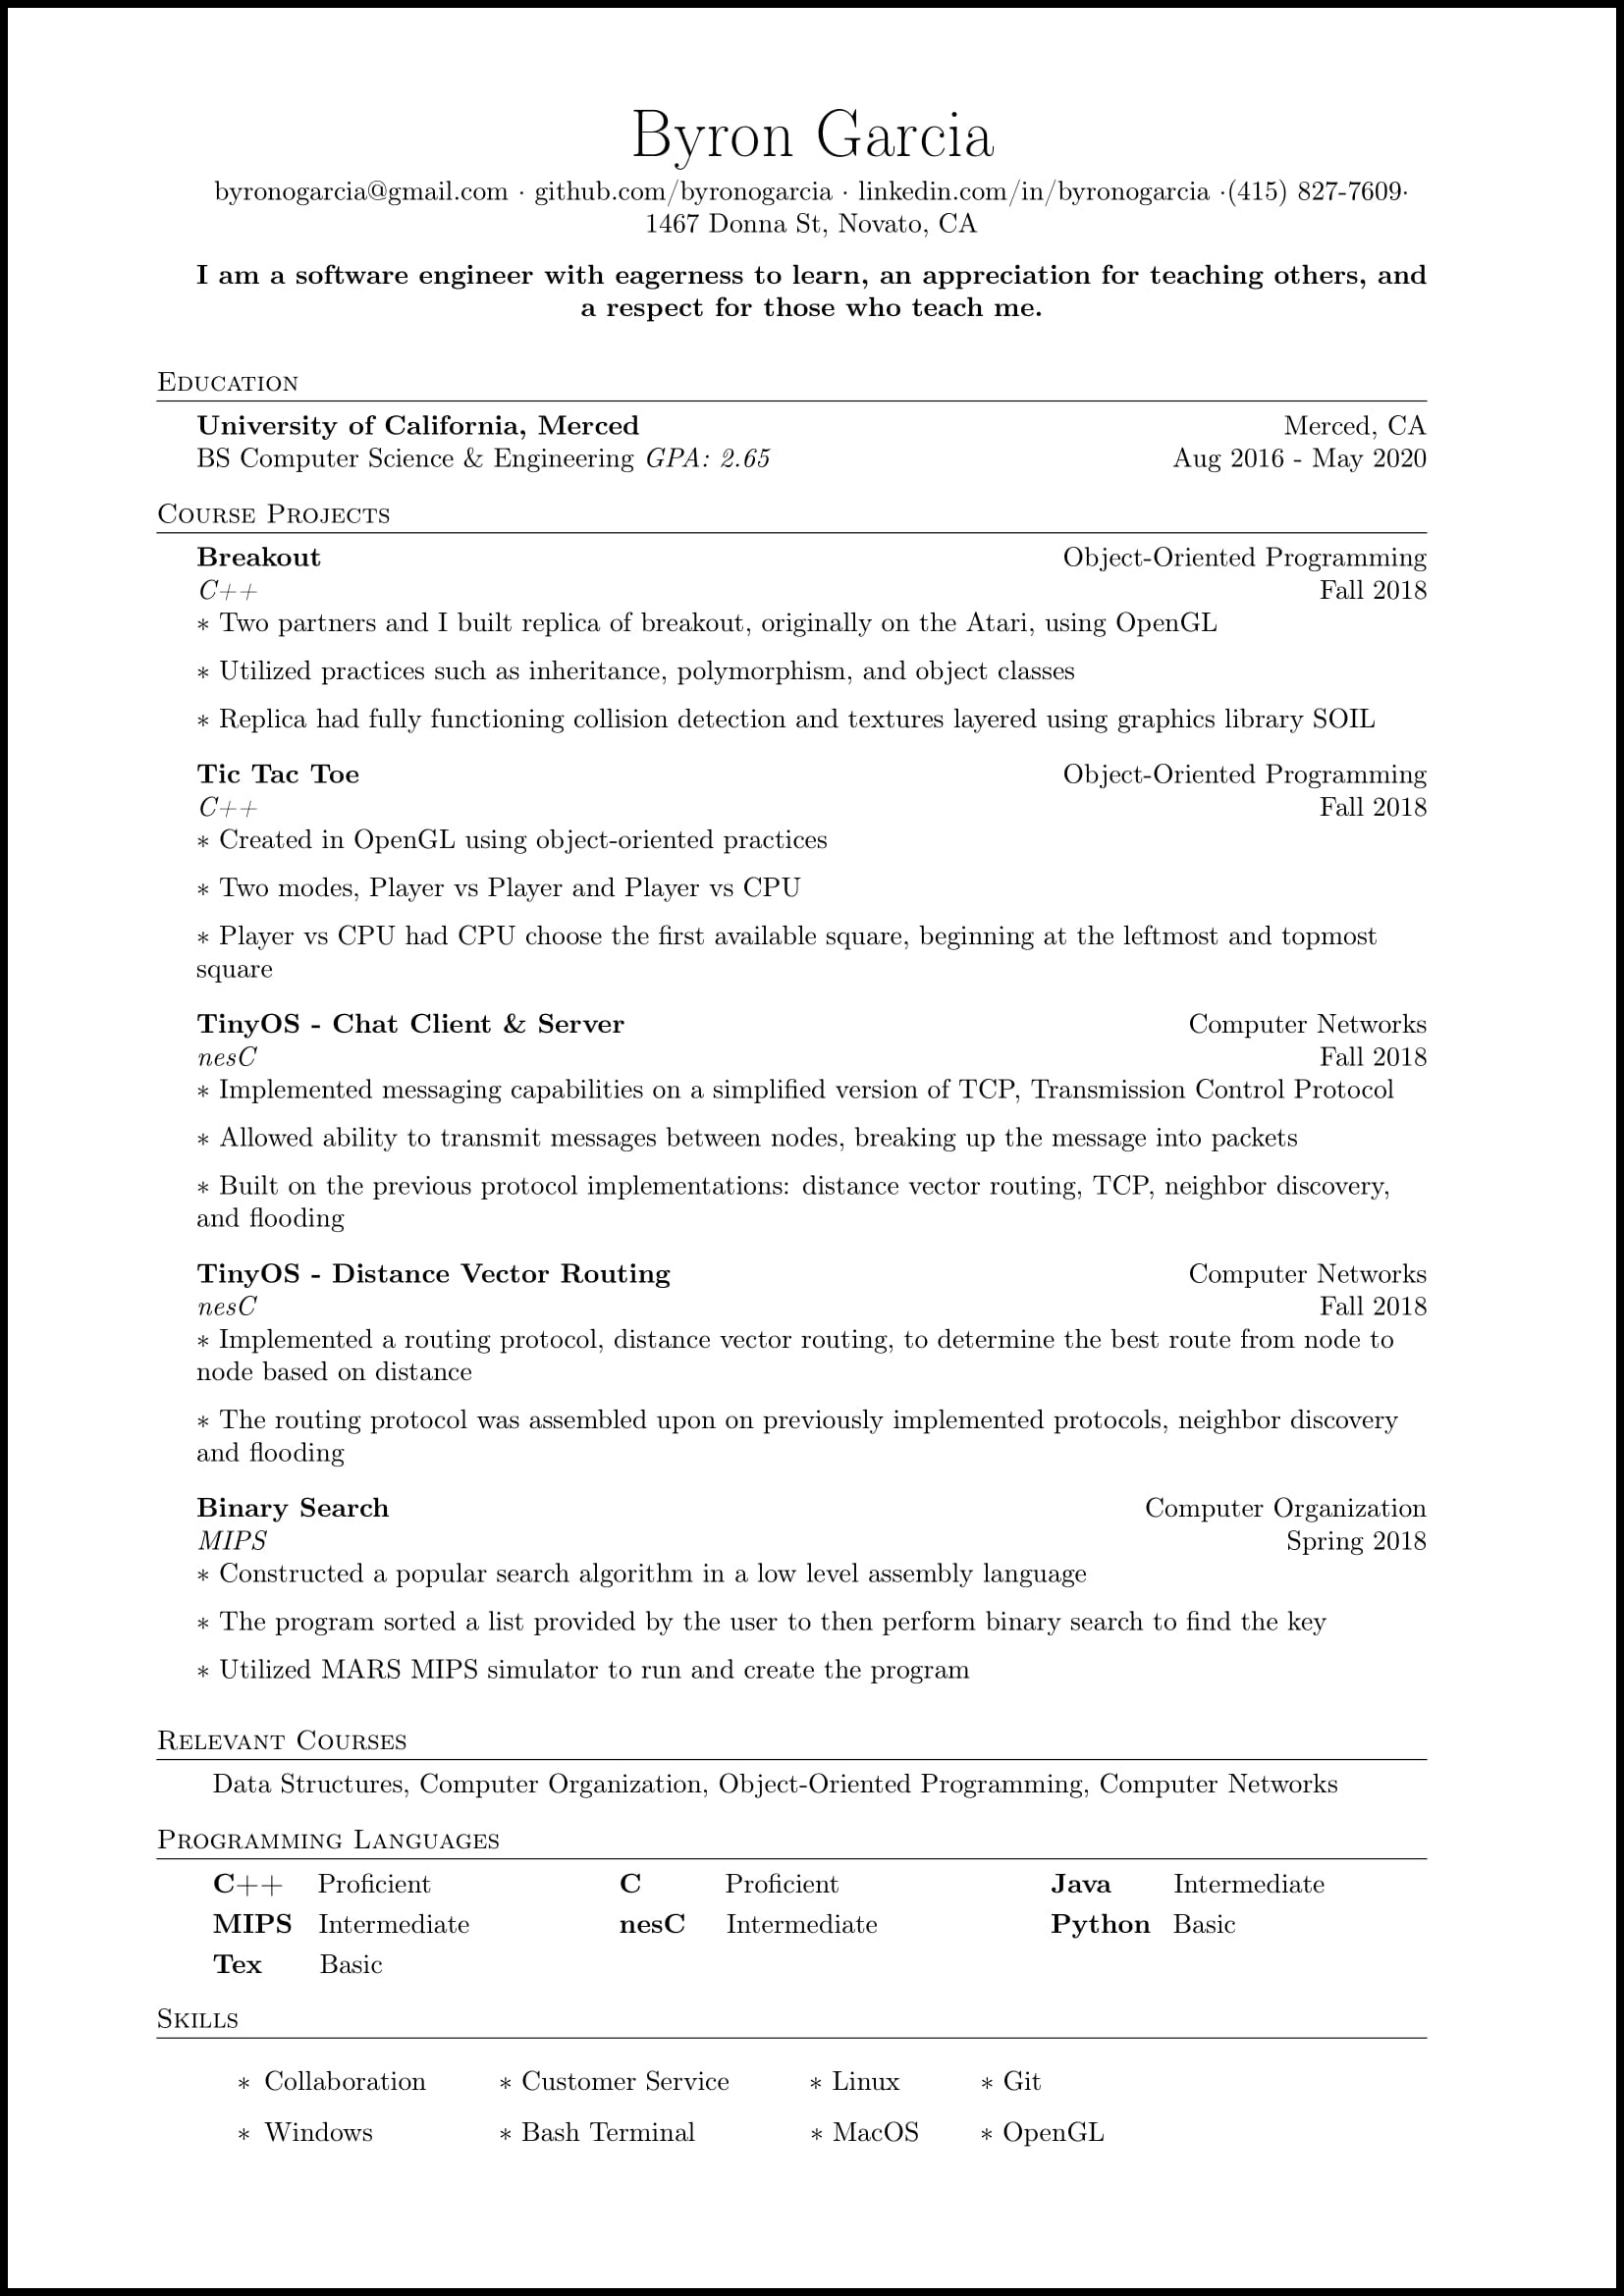 Byron Garcia
byronogarcia@gmail.com · github.com/byronogarcia · linkedin.com/in/byronogarcia ·(415) 827-7609·
1467 Donna St, Novato, CA
I am a software engineer with eagerness to learn, an appreciation for teaching others, and
a respect for those who teach me.
Education
University of California, Merced Merced, CA
BS Computer Science & Engineering GPA: 2.65 Aug 2016 - May 2020
Course Projects
Breakout Object-Oriented Programming
C++ Fall 2018
* Two partners and I built replica of breakout, originally on the Atari, using OpenGL
* Utilized practices such as inheritance, polymorphism, and object classes
* Replica had fully functioning collision detection and textures layered using graphics library SOIL
Tic Tac Toe Object-Oriented Programming
C++ Fall 2018
* Created in OpenGL using object-oriented practices
* Two modes, Player vs Player and Player vs CPU
* Player vs CPU had CPU choose the first available square, beginning at the leftmost and topmost
square
TinyOS - Chat Client & Server Computer Networks
nesC Fall 2018
* Implemented messaging capabilities on a simplified version of TCP, Transmission Control Protocol
* Allowed ability to transmit messages between nodes, breaking up the message into packets
* Built on the previous protocol implementations: distance vector routing, TCP, neighbor discovery,
and flooding
TinyOS - Distance Vector Routing Computer Networks
nesC Fall 2018
* Implemented a routing protocol, distance vector routing, to determine the best route from node to
node based on distance
* The routing protocol was assembled upon on previously implemented protocols, neighbor discovery
and flooding
Binary Search Computer Organization
MIPS Spring 2018
* Constructed a popular search algorithm in a low level assembly language
* The program sorted a list provided by the user to then perform binary search to find the key
* Utilized MARS MIPS simulator to run and create the program
Relevant Courses
Data Structures, Computer Organization, Object-Oriented Programming, Computer Networks
Programming Languages
C++ Proficient C Proficient Java Intermediate
MIPS Intermediate nesC Intermediate Python Basic
Tex Basic
Skills
* Collaboration * Customer Service * Linux * Git
* Windows * Bash Terminal * MacOS * OpenGL